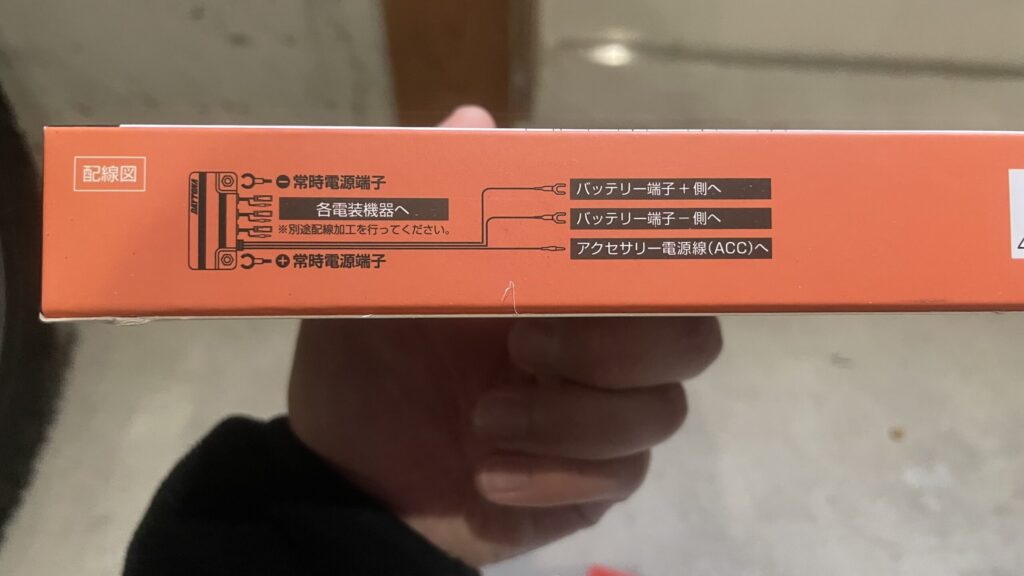 配線図
DAYTONA
⊖常時電源端子
各電装機器へ
※別途配線加工を行ってください。
⊕常時電源端子
バッテリー端子+側へ
バッテリー端子−側へ
アクセサリー電源線(ACC)へ